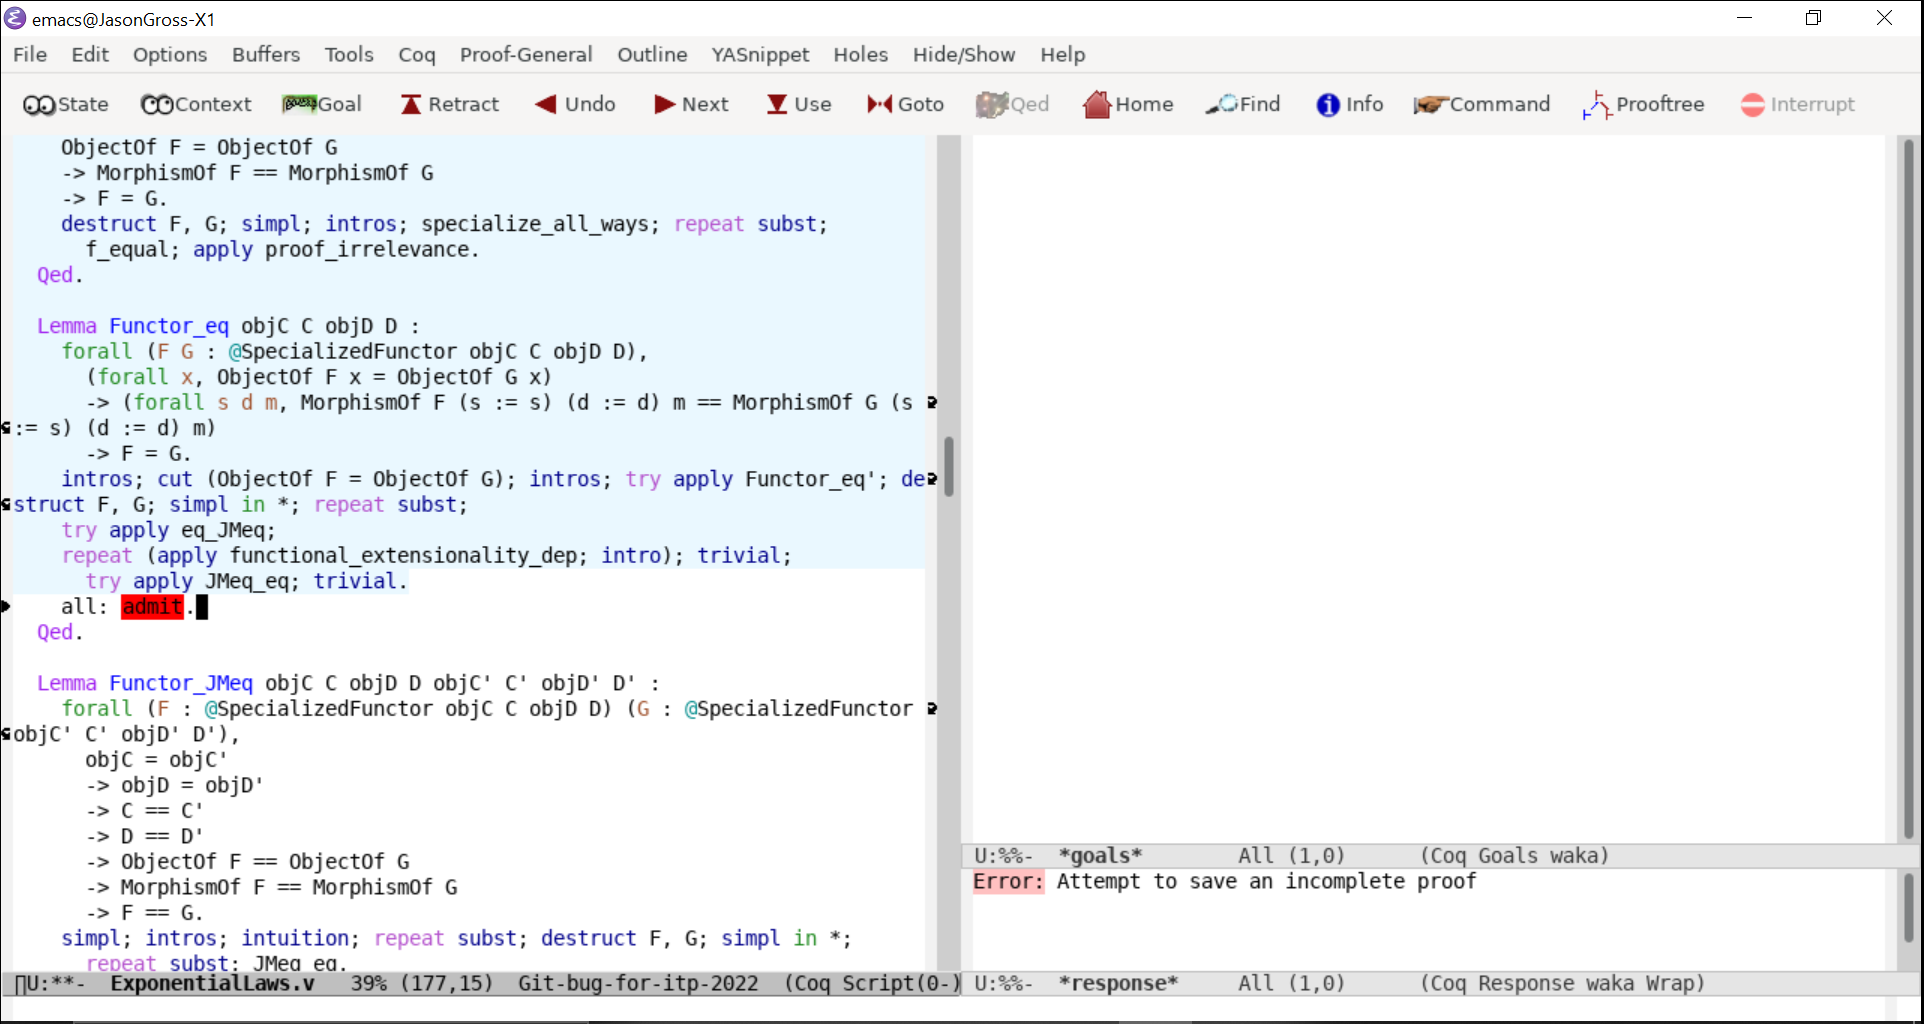 emacs@JasonGross-X1
File Edit Options Buffers Tools Coq Proof-General Outline YASnippet Holes Hide/Show Help
State Context Goal Retract Undo Next Use Goto Qed Home Find Info Command Prooftree Interrupt
ObjectOf F = ObjectOf G
-> MorphismOf F == MorphismOf G
-> F = G.
destruct F, G; simpl; intros; specialize_all_ways; repeat subst;
f_equal; apply proof_irrelevance.
Qed.
Lemma Functor_eq objC C objD D :
forall (F G : @SpecializedFunctor objC C objD D),
(forall x, ObjectOf F x = ObjectOf G x)
-> (forall s d m, MorphismOf F (s := s) (d := d) m == MorphismOf G (s
:= s) (d := d) m)
-> F = G.
intros; cut (ObjectOf F = ObjectOf G); intros; try apply Functor_eq'; de
struct F, G; simpl in *; repeat subst;
try apply eq_JMeq;
repeat (apply functional_extensionality_dep; intro); trivial;
try apply JMeq_eq; trivial.
all: admit.
Qed.
Lemma Functor_JMeq objC C objD D objC' C' objD' D' :
forall (F : @SpecializedFunctor objC C objD D) (G : @SpecializedFunctor
objC' C' objD' D'),
objC = objC'
-> objD = objD'
-> C == C'
-> D == D'
-> ObjectOf F == ObjectOf G
-> MorphismOf F == MorphismOf G
-> F == G.
simpl; intros; intuition; repeat subst; destruct F, G; simpl in *;
repeat subst; JMeq_eq.
U:**- ExponentialLaws.v 39% (177,15) Git-bug-for-itp-2022 (Coq Script(0-)
U:%%- *goals* All (1,0) (Coq Goals waka)
Error: Attempt to save an incomplete proof
U:%%- *response* All (1,0) (Coq Response waka Wrap)